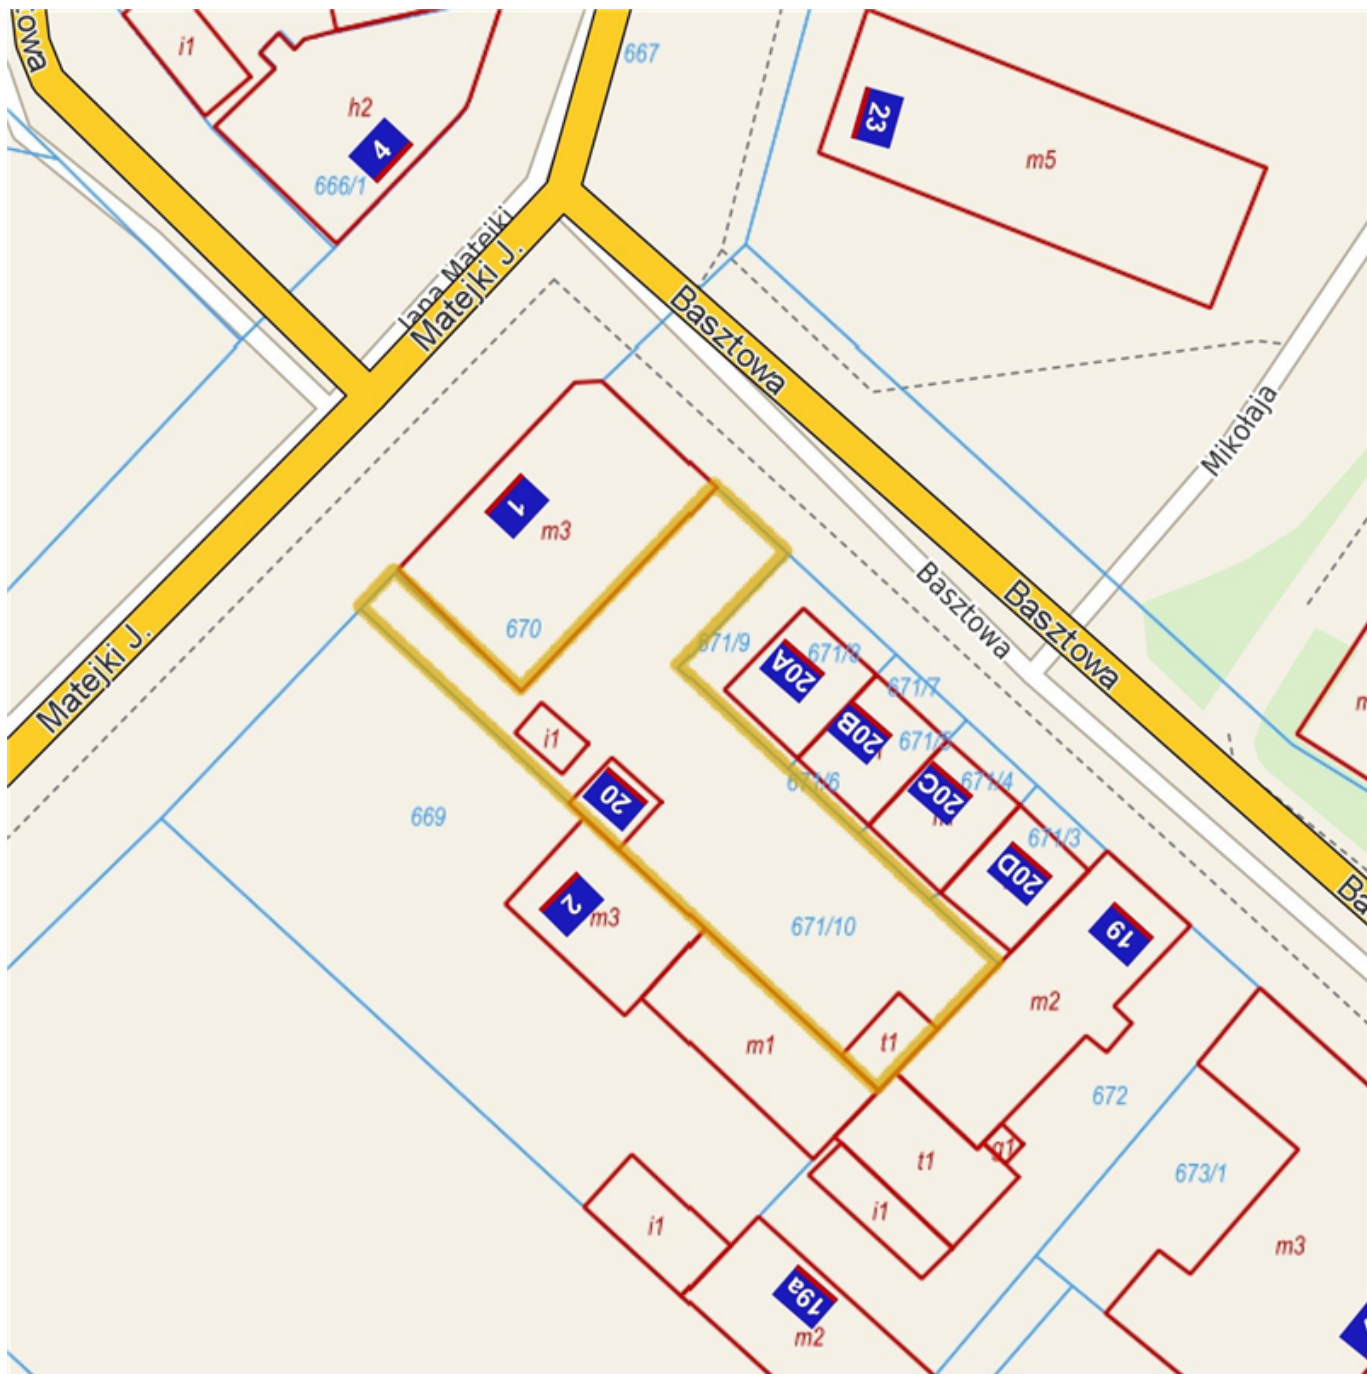 towa
i1
667
h2
4
666/1
23
m5
Jana Matejki
Matejki J.
Basztowa
Mikołaja
1
m3
670
Basztowa
Basztowa
671/9
671/8
20A
671/7
20B
671/5
i1
671/6
20C
671/4
20
671/3
20D
Matejki J.
669
2
m3
671/10
19
Ba
m2
t1
m1
672
g1
t1
673/1
i1
i1
m3
19a
m2